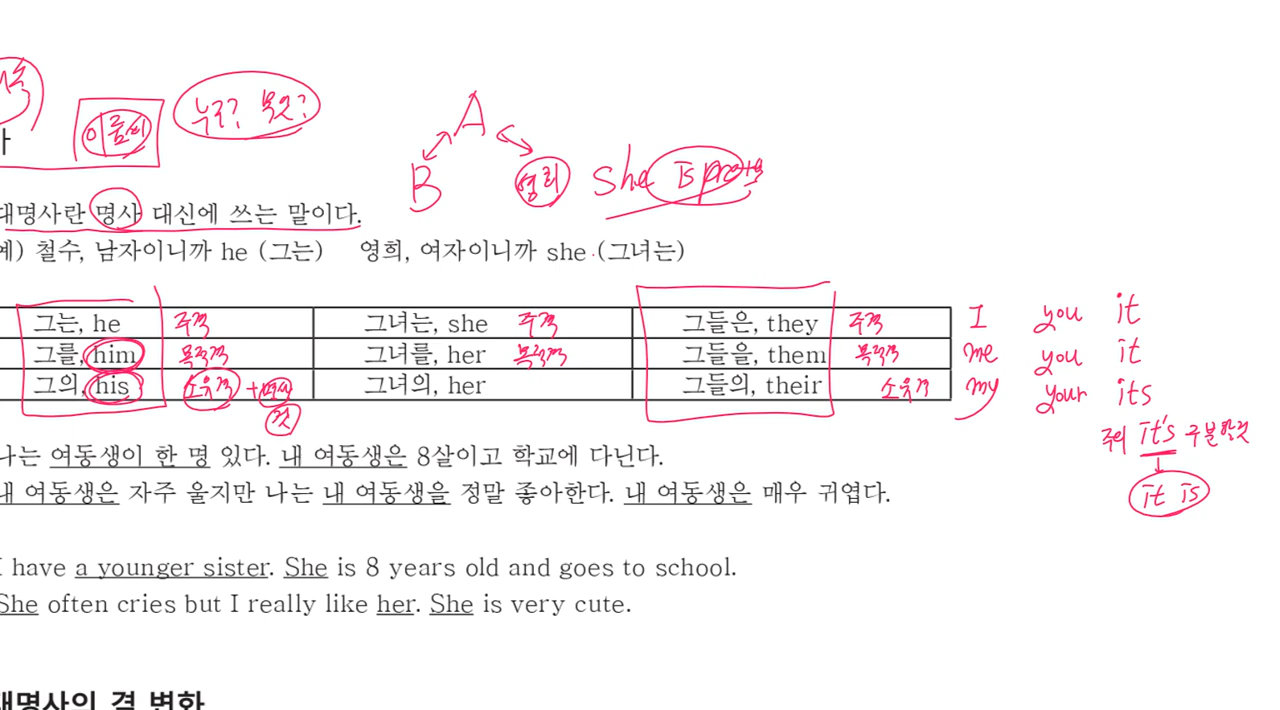 이름씨 누구? 무엇?
A
B 영희 She is pretty
대명사란 명사 대신에 쓰는 말이다.
예) 철수, 남자이니까 he (그는) 영희, 여자이니까 she (그녀는)
그는, he 주격 그녀는, she 주격 그들은, they 주격 I you it
그를, him 목적격 그녀를, her 목적격 그들을, them 목적격 me you it
그의, his 소유격 + 명사 그녀의, her 그들의, their 소유격 my your its
것
주의 it's 구분할것
it is
나는 여동생이 한 명 있다. 내 여동생은 8살이고 학교에 다닌다.
내 여동생은 자주 울지만 나는 내 여동생을 정말 좋아한다. 내 여동생은 매우 귀엽다.
I have a younger sister. She is 8 years old and goes to school.
She often cries but I really like her. She is very cute.
대명사의 격 변화